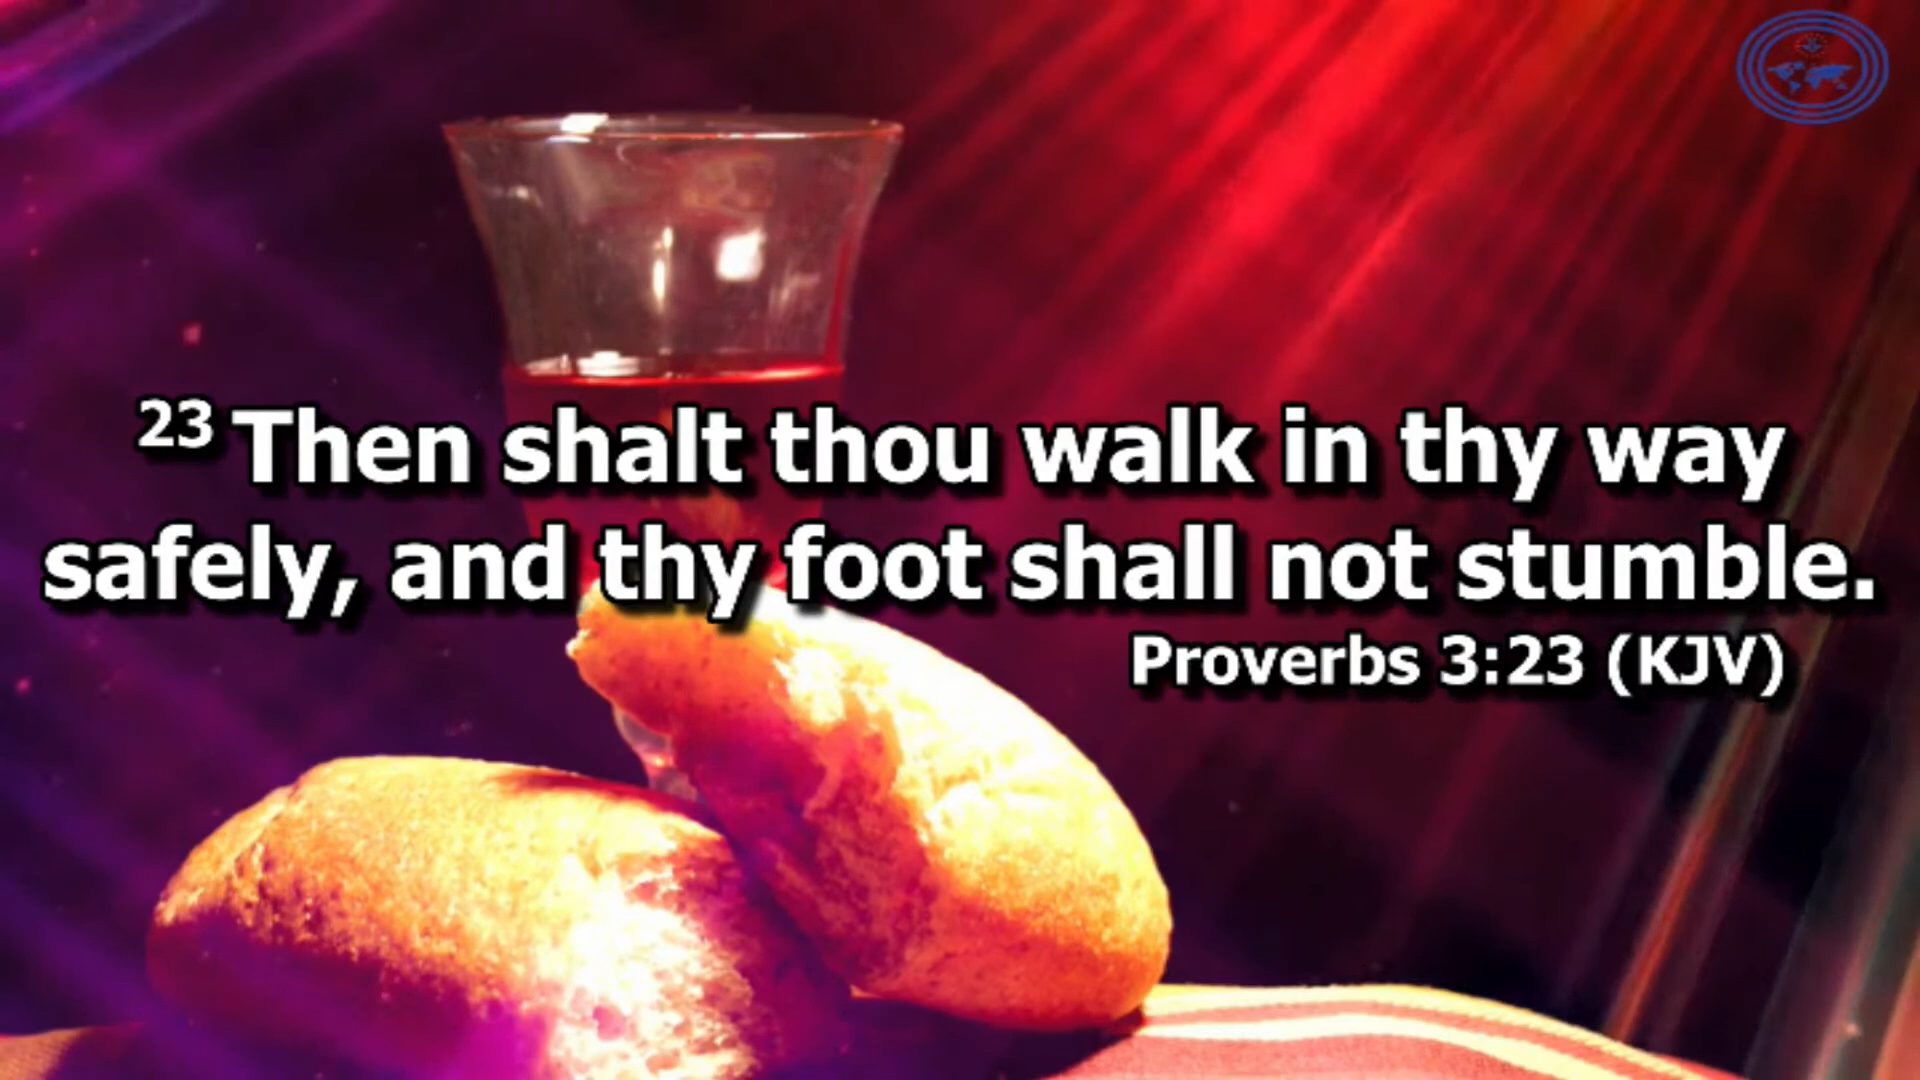 23 Then shalt thou walk in thy way
safely, and thy foot shall not stumble.
Proverbs 3:23 (KJV)